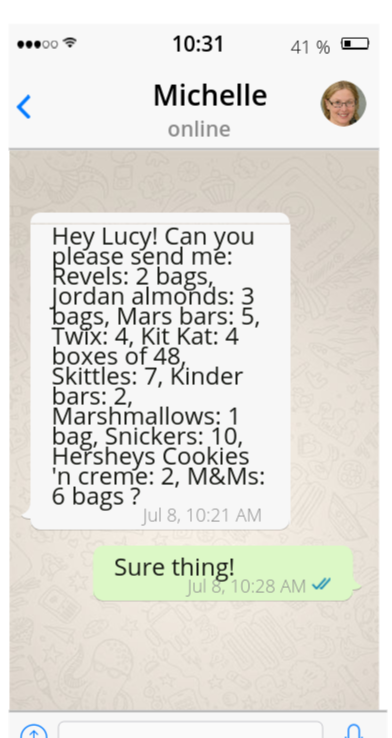 10:31
41 %
Michelle
online
Hey Lucy! Can you
please send me:
Revels: 2 bags,
Jordan almonds: 3
bags, Mars bars: 5,
Twix: 4, Kit Kat: 4
boxes of 48,
Skittles: 7, Kinder
bars: 2,
Marshmallows: 1
bag, Snickers: 10,
Hersheys Cookies
'n creme: 2, M&Ms:
6 bags ?
Jul 8, 10:21 AM
Sure thing!
Jul 8, 10:28 AM